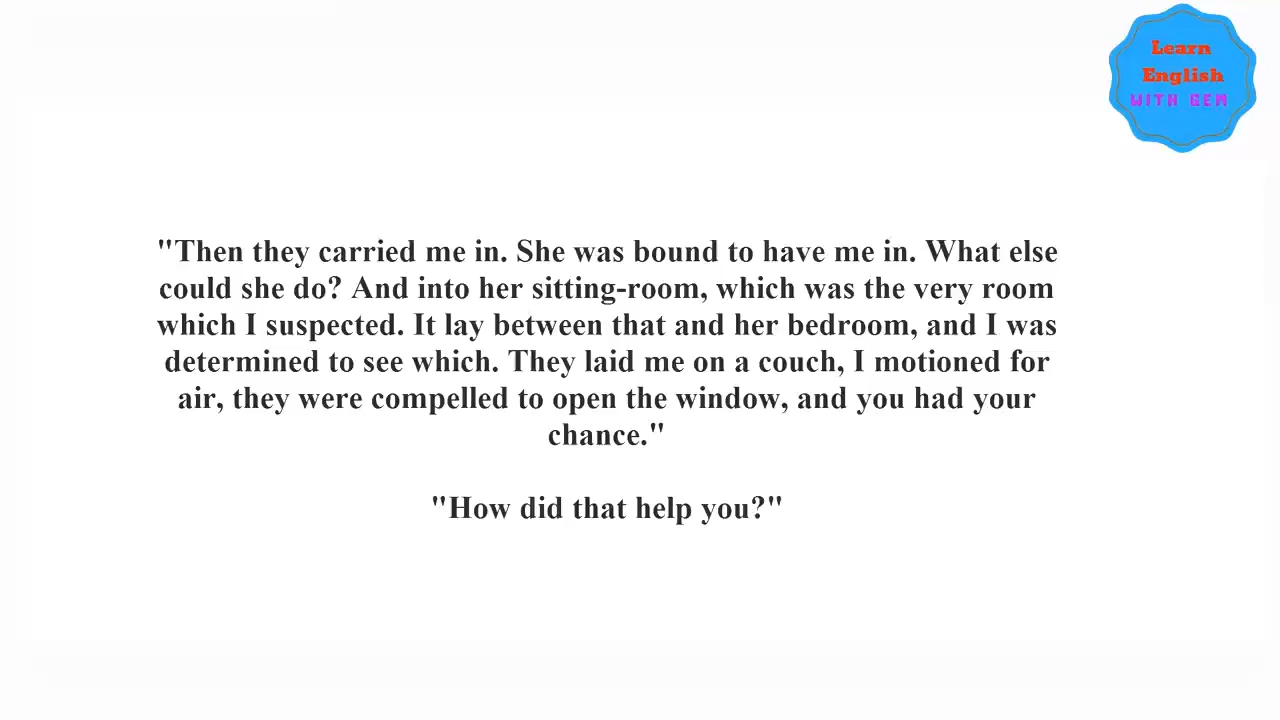 Learn
English
WITH GEM
"Then they carried me in. She was bound to have me in. What else
could she do? And into her sitting-room, which was the very room
which I suspected. It lay between that and her bedroom, and I was
determined to see which. They laid me on a couch, I motioned for
air, they were compelled to open the window, and you had your
chance."
"How did that help you?"